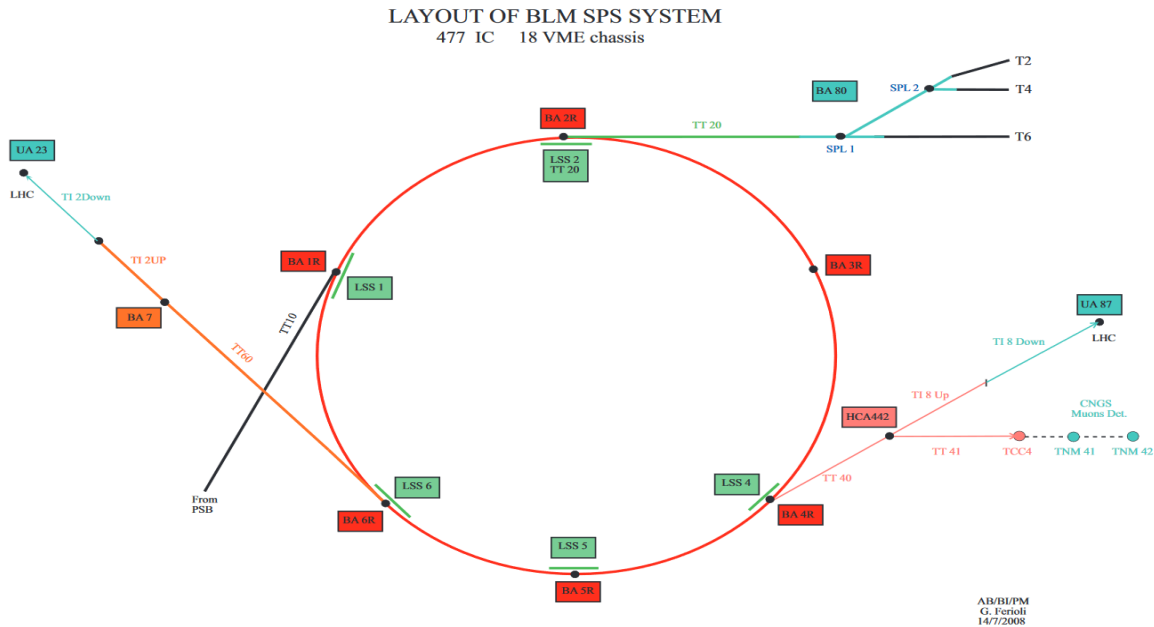 LAYOUT OF BLM SPS SYSTEM
477 IC 18 VME chassis
T2
BA 80
SPL 2
T4
BA 2R
TT 20
SPL 1
T6
UA 23
LSS 2
TT 20
LHC
TI 2Down
TI 2UP
BA 1R
BA 3R
LSS 1
UA 87
BA 7
TT10
LHC
TI 8 Down
TT60
TI 8 Up
CNGS
Muons Det.
HCA442
TT 41
TCC4
TNM 41
TNM 42
TT 40
LSS 6
LSS 4
From
PSB
BA 6R
BA 4R
LSS 5
BA 5R
AB/BI/PM
G. Ferioli
14/7/2008